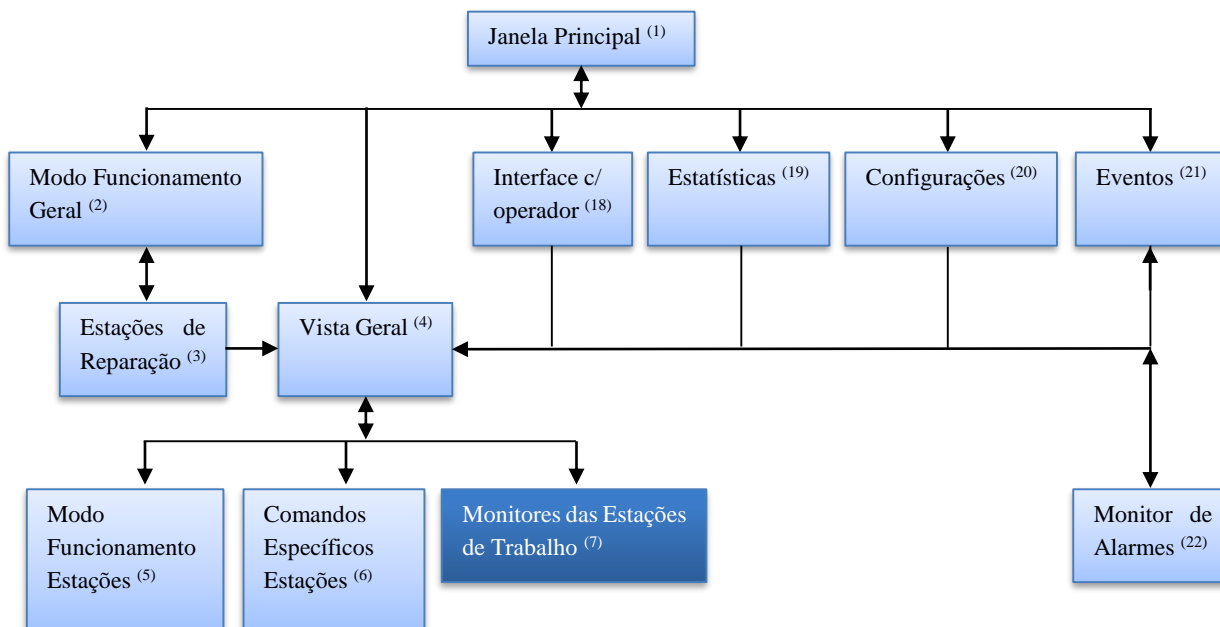 Janela Principal (1)
Modo Funcionamento
Geral (2)
Interface c/
operador (18)
Estatísticas (19)
Configurações (20)
Eventos (21)
Estações de
Reparação (3)
Vista Geral (4)
Modo
Funcionamento
Estações (5)
Comandos
Específicos
Estações (6)
Monitores das Estações
de Trabalho (7)
Monitor de
Alarmes (22)